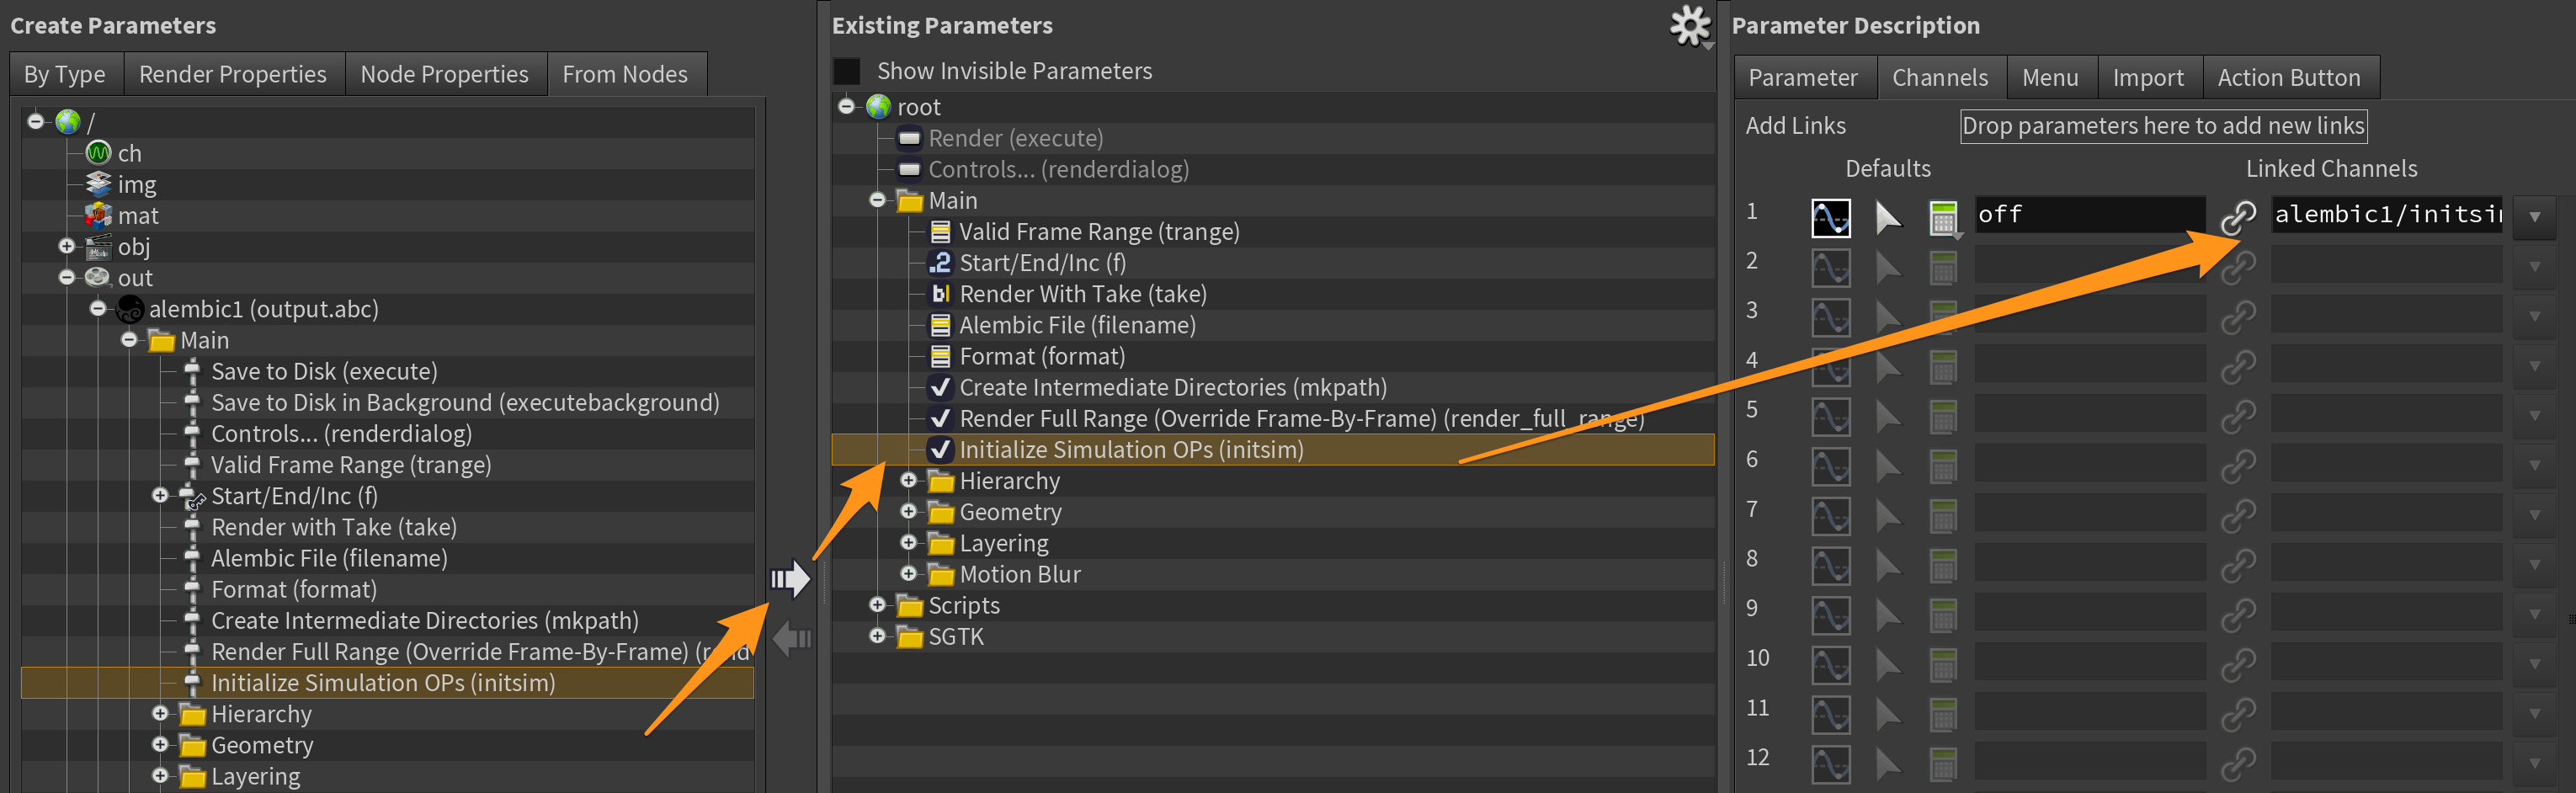 Create Parameters
By Type
Render Properties
Node Properties
From Nodes
/
ch
img
mat
obj
out
alembic1 (output.abc)
Main
Save to Disk (execute)
Save to Disk in Background (executebackground)
Controls... (renderdialog)
Valid Frame Range (trange)
Start/End/Inc (f)
Render with Take (take)
Alembic File (filename)
Format (format)
Create Intermediate Directories (mkpath)
Render Full Range (Override Frame-By-Frame)
Initialize Simulation OPs (initsim)
Hierarchy
Geometry
Layering
Existing Parameters
Show Invisible Parameters
root
Render (execute)
Controls... (renderdialog)
Main
Valid Frame Range (trange)
.2 Start/End/Inc (f)
Render With Take (take)
Alembic File (filename)
Format (format)
Create Intermediate Directories (mkpath)
Render Full Range (Override Frame-By-Frame) (render_full_range)
Initialize Simulation OPs (initsim)
Hierarchy
Geometry
Layering
Motion Blur
Scripts
SGTK
Parameter Description
Parameter
Channels
Menu
Import
Action Button
Add Links
Drop parameters here to add new links
Defaults
Linked Channels
1 off alembic1/initsi
2
3
4
5
6
7
8
9
10
11
12